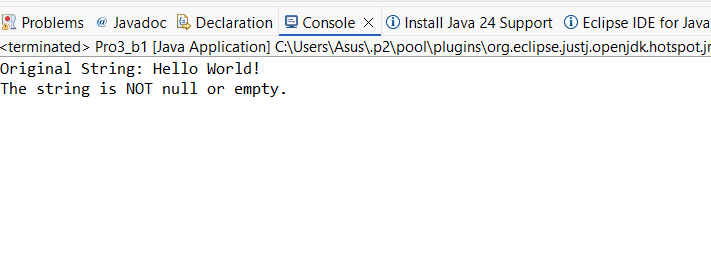 Problems @ Javadoc Declaration Console Install Java 24 Support Eclipse IDE for Java
<terminated> Pro3_b1 [Java Application] C:\Users\Asus\.p2\pool\plugins\org.eclipse.justj.openjdk.hotspot.jr
Original String: Hello World!
The string is NOT null or empty.